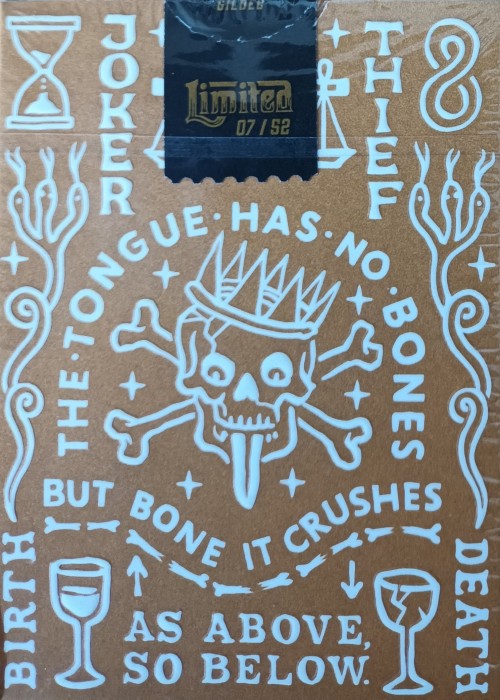 GILDED
Limited
07 / 52
JOKER
THIEF
THE·TONGUE·HAS·NO·BONES
BUT BONE IT CRUSHES
BIRTH
DEATH
AS ABOVE,
SO BELOW.